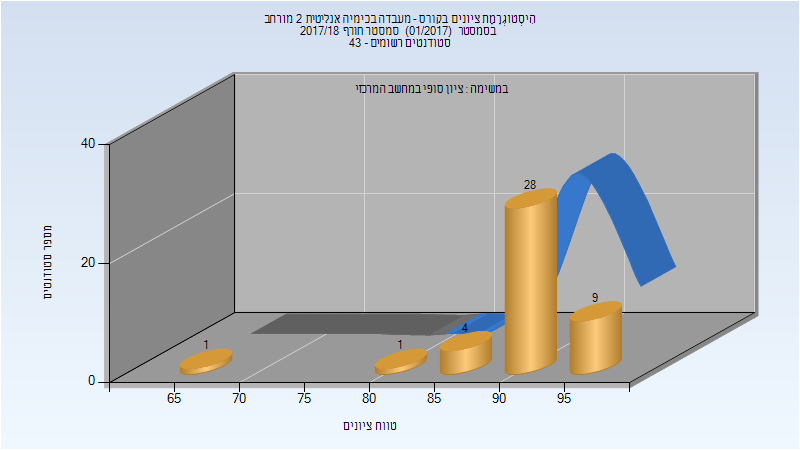 הִיסטוֹגְרָמַת ציונים בקורס - מעבדה בכימיה אנליטית 2 מורחב
בסמסטר (01/2017) סמסטר חורף 2017/18
סטודנטים רשומים - 43
במשימה : ציון סופי במחשב המרכזי
מספר סטודנטים
40
20
0
1
1
4
28
9
65
70
75
80
85
90
95
טווח ציונים